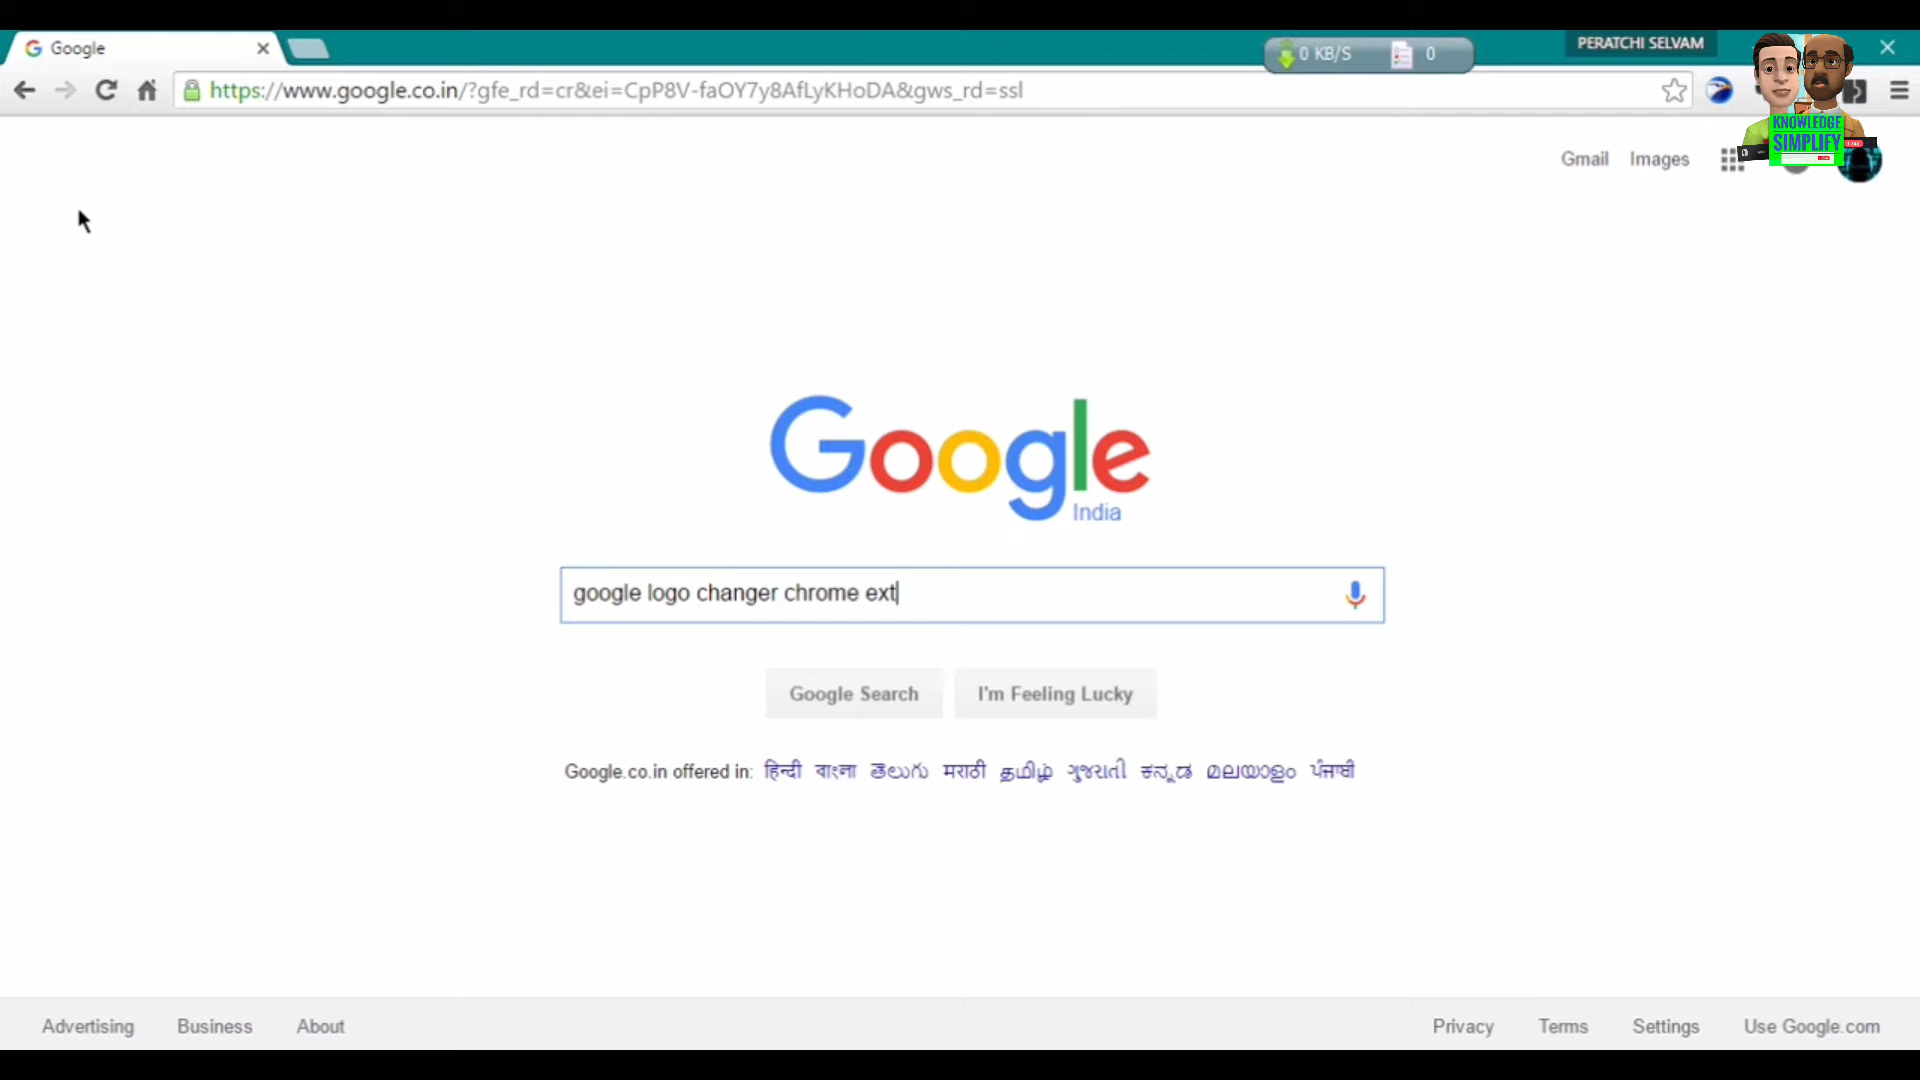 Google
0 KB/S 0
PERATCHI SELVAM
https://www.google.co.in/?gfe_rd=cr&ei=CpP8V-faOY7y8AfLyKHoDA&gws_rd=ssl
KNOWLEDGE
SIMPLIFY
Gmail Images
Google
India
google logo changer chrome ext
Google Search I'm Feeling Lucky
Google.co.in offered in: हिन्दी বাংলা తెలుగు मराठी தமிழ் ગુજરાતી ಕನ್ನಡ മലയാളം ਪੰਜਾਬੀ
Advertising Business About Privacy Terms Settings Use Google.com